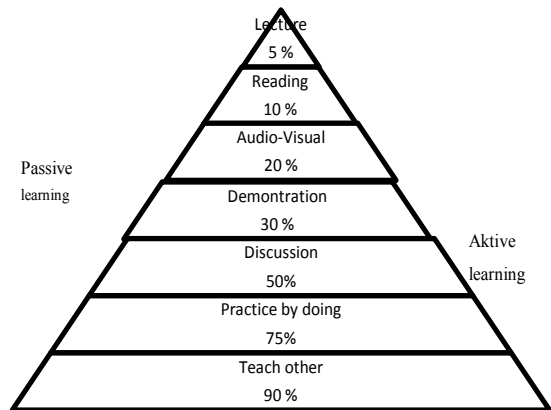 Lecture
5 %
Reading
10 %
Audio-Visual
20 %
Passive
learning
Demontration
30 %
Discussion
50%
Aktive
learning
Practice by doing
75%
Teach other
90 %